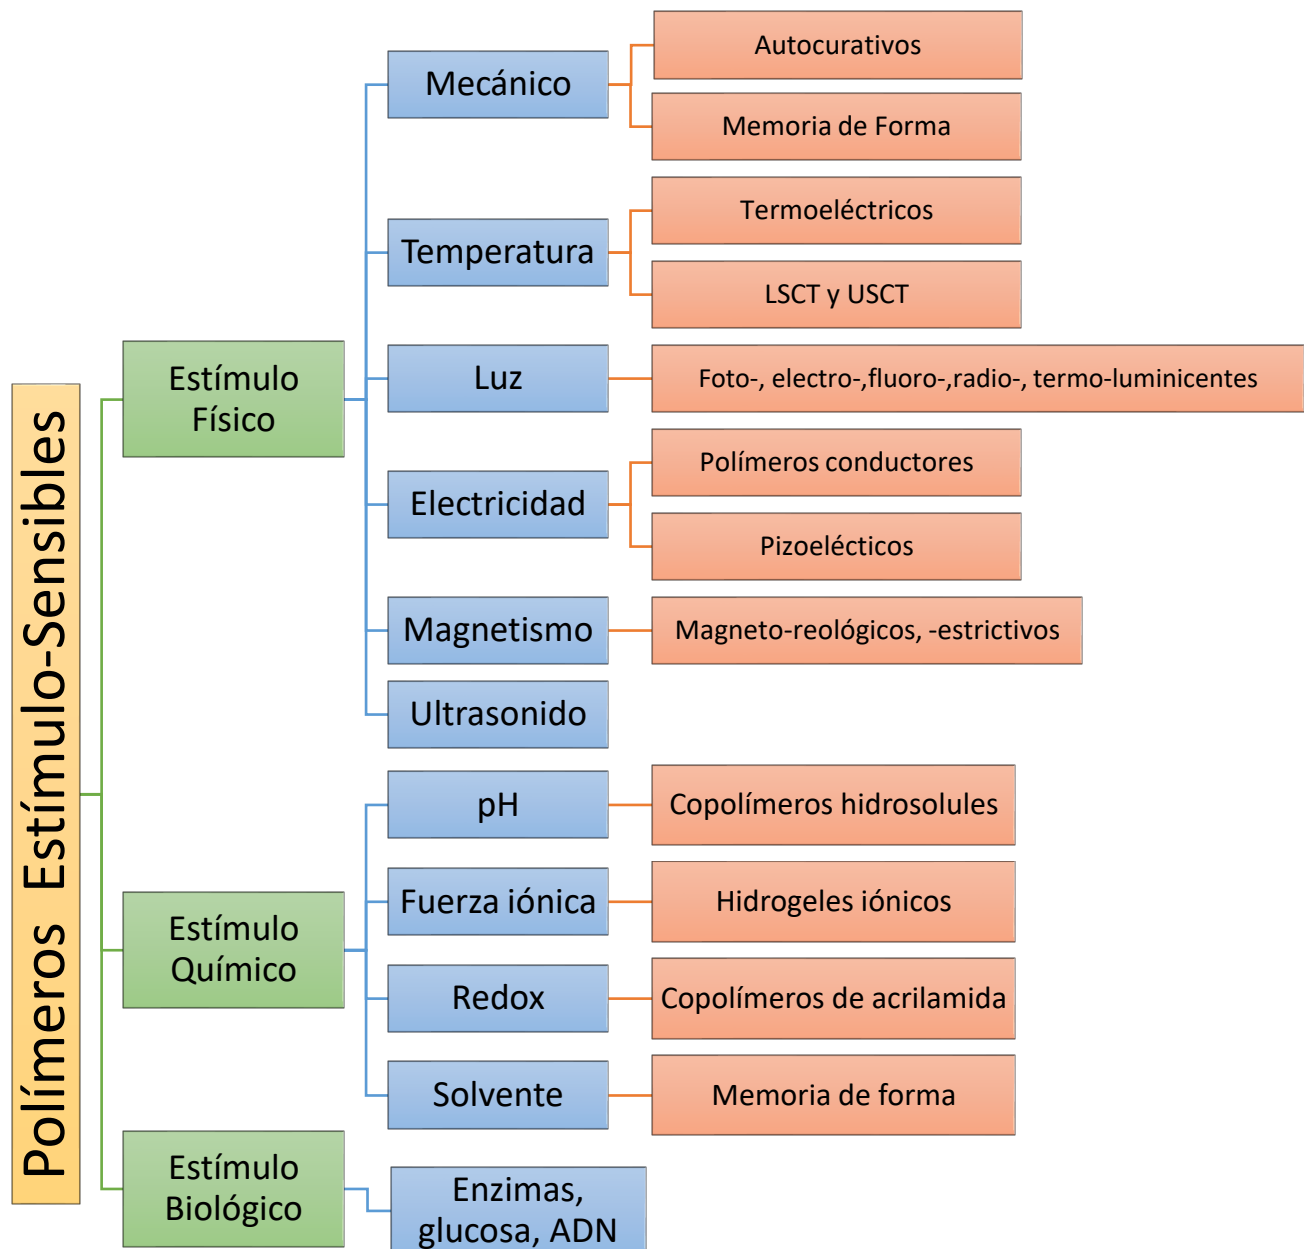 Polímeros Estímulo-Sensibles
Estímulo
Físico
Mecánico
Autocurativos
Memoria de Forma
Temperatura
Termoeléctricos
LSCT y USCT
Luz
Foto-, electro-,fluoro-,radio-, termo-luminicentes
Electricidad
Polímeros conductores
Pizoelécticos
Magnetismo
Magneto-reológicos, -estrictivos
Ultrasonido
Estímulo
Químico
pH
Copolímeros hidrosolules
Fuerza iónica
Hidrogeles iónicos
Redox
Copolímeros de acrilamida
Solvente
Memoria de forma
Estímulo
Biológico
Enzimas,
glucosa, ADN